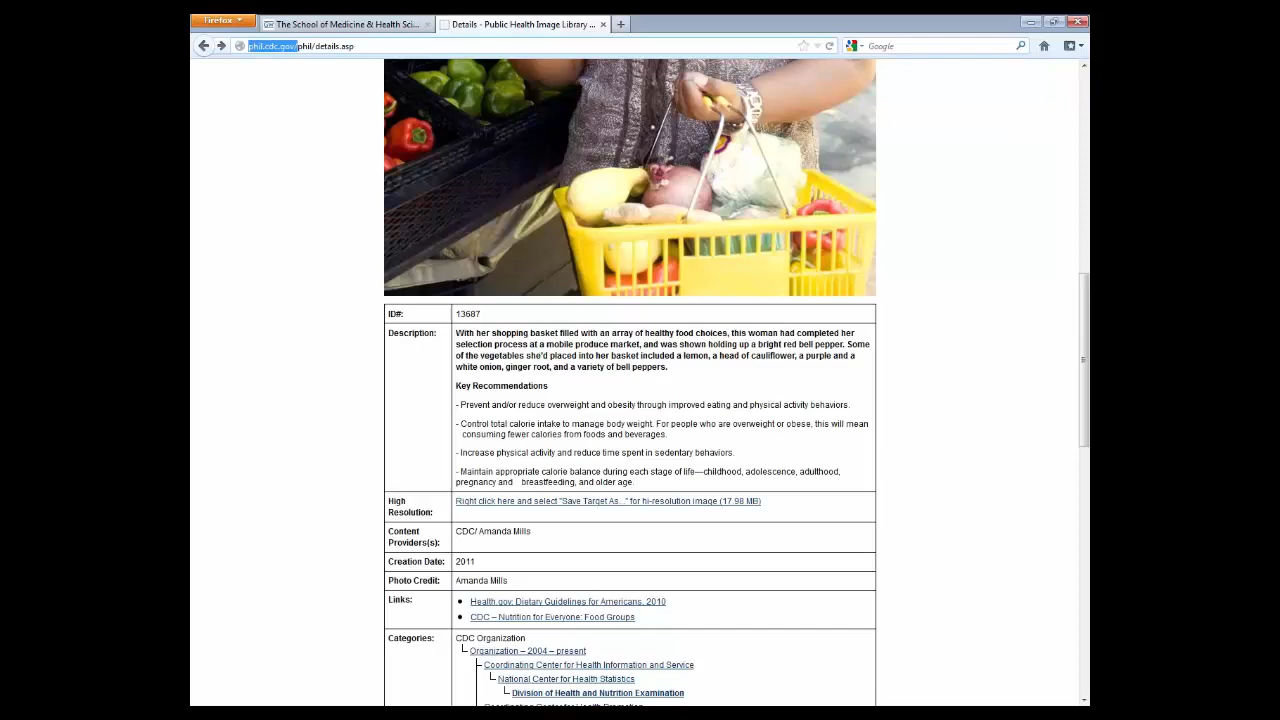 Firefox
The School of Medicine & Health Sci...
Details - Public Health Image Library ...
phil.cdc.gov/phil/details.asp
Google
ID#:
13687
Description:
With her shopping basket filled with an array of healthy food choices, this woman had completed her
selection process at a mobile produce market, and was shown holding up a bright red bell pepper. Some
of the vegetables she'd placed into her basket included a lemon, a head of cauliflower, a purple and a
white onion, ginger root, and a variety of bell peppers.
Key Recommendations
- Prevent and/or reduce overweight and obesity through improved eating and physical activity behaviors.
- Control total calorie intake to manage body weight. For people who are overweight or obese, this will mean
consuming fewer calories from foods and beverages.
- Increase physical activity and reduce time spent in sedentary behaviors.
- Maintain appropriate calorie balance during each stage of life—childhood, adolescence, adulthood,
pregnancy and breastfeeding, and older age.
High
Resolution:
Right click here and select "Save Target As..." for hi-resolution image (17.98 MB)
Content
Providers(s):
CDC/ Amanda Mills
Creation Date:
2011
Photo Credit:
Amanda Mills
Links:
Health.gov: Dietary Guidelines for Americans, 2010
CDC – Nutrition for Everyone: Food Groups
Categories:
CDC Organization
Organization – 2004 – present
Coordinating Center for Health Information and Service
National Center for Health Statistics
Division of Health and Nutrition Examination